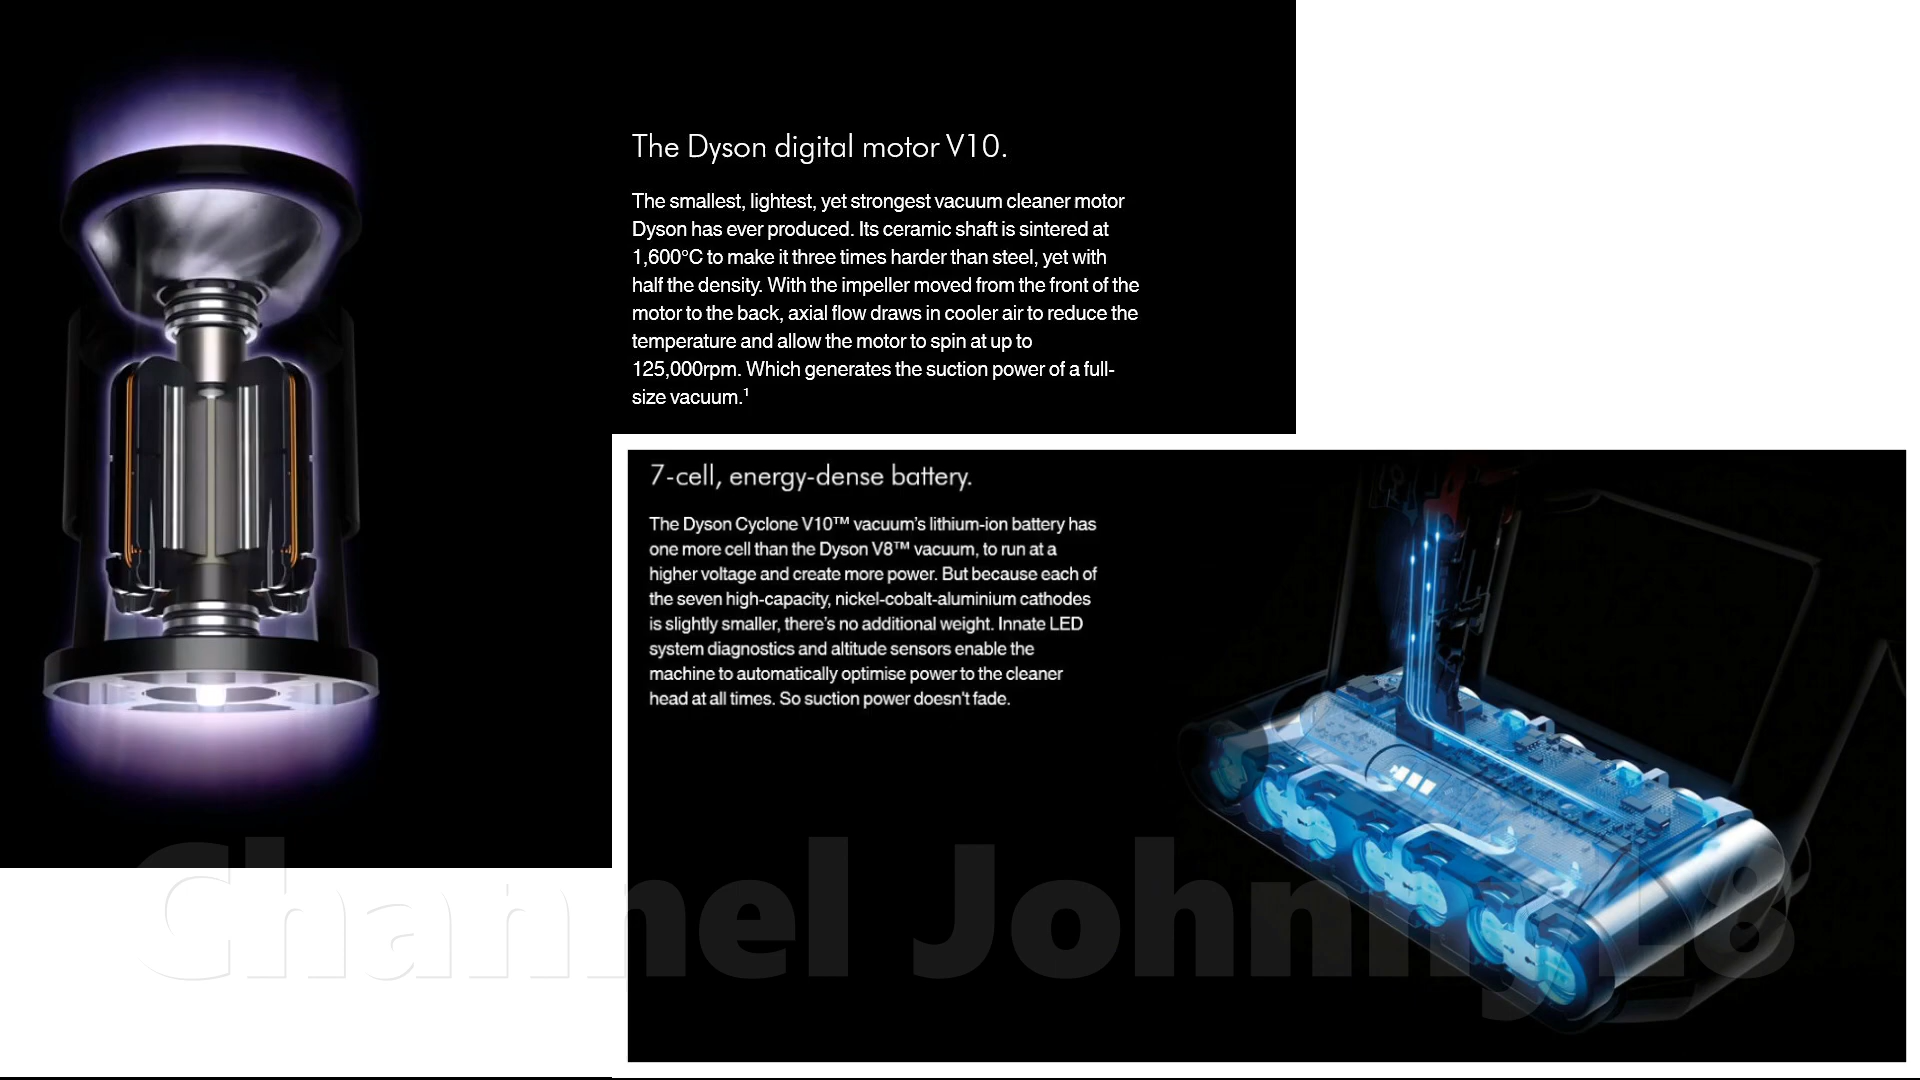 The Dyson digital motor V10.
The smallest, lightest, yet strongest vacuum cleaner motor
Dyson has ever produced. Its ceramic shaft is sintered at
1,600°C to make it three times harder than steel, yet with
half the density. With the impeller moved from the front of the
motor to the back, axial flow draws in cooler air to reduce the
temperature and allow the motor to spin at up to
125,000rpm. Which generates the suction power of a full-
size vacuum.¹
7-cell, energy-dense battery.
The Dyson Cyclone V10™ vacuum's lithium-ion battery has
one more cell than the Dyson V8™ vacuum, to run at a
higher voltage and create more power. But because each of
the seven high-capacity, nickel-cobalt-aluminium cathodes
is slightly smaller, there's no additional weight. Innate LED
system diagnostics and altitude sensors enable the
machine to automatically optimise power to the cleaner
head at all times. So suction power doesn't fade.
Channel Johnny18